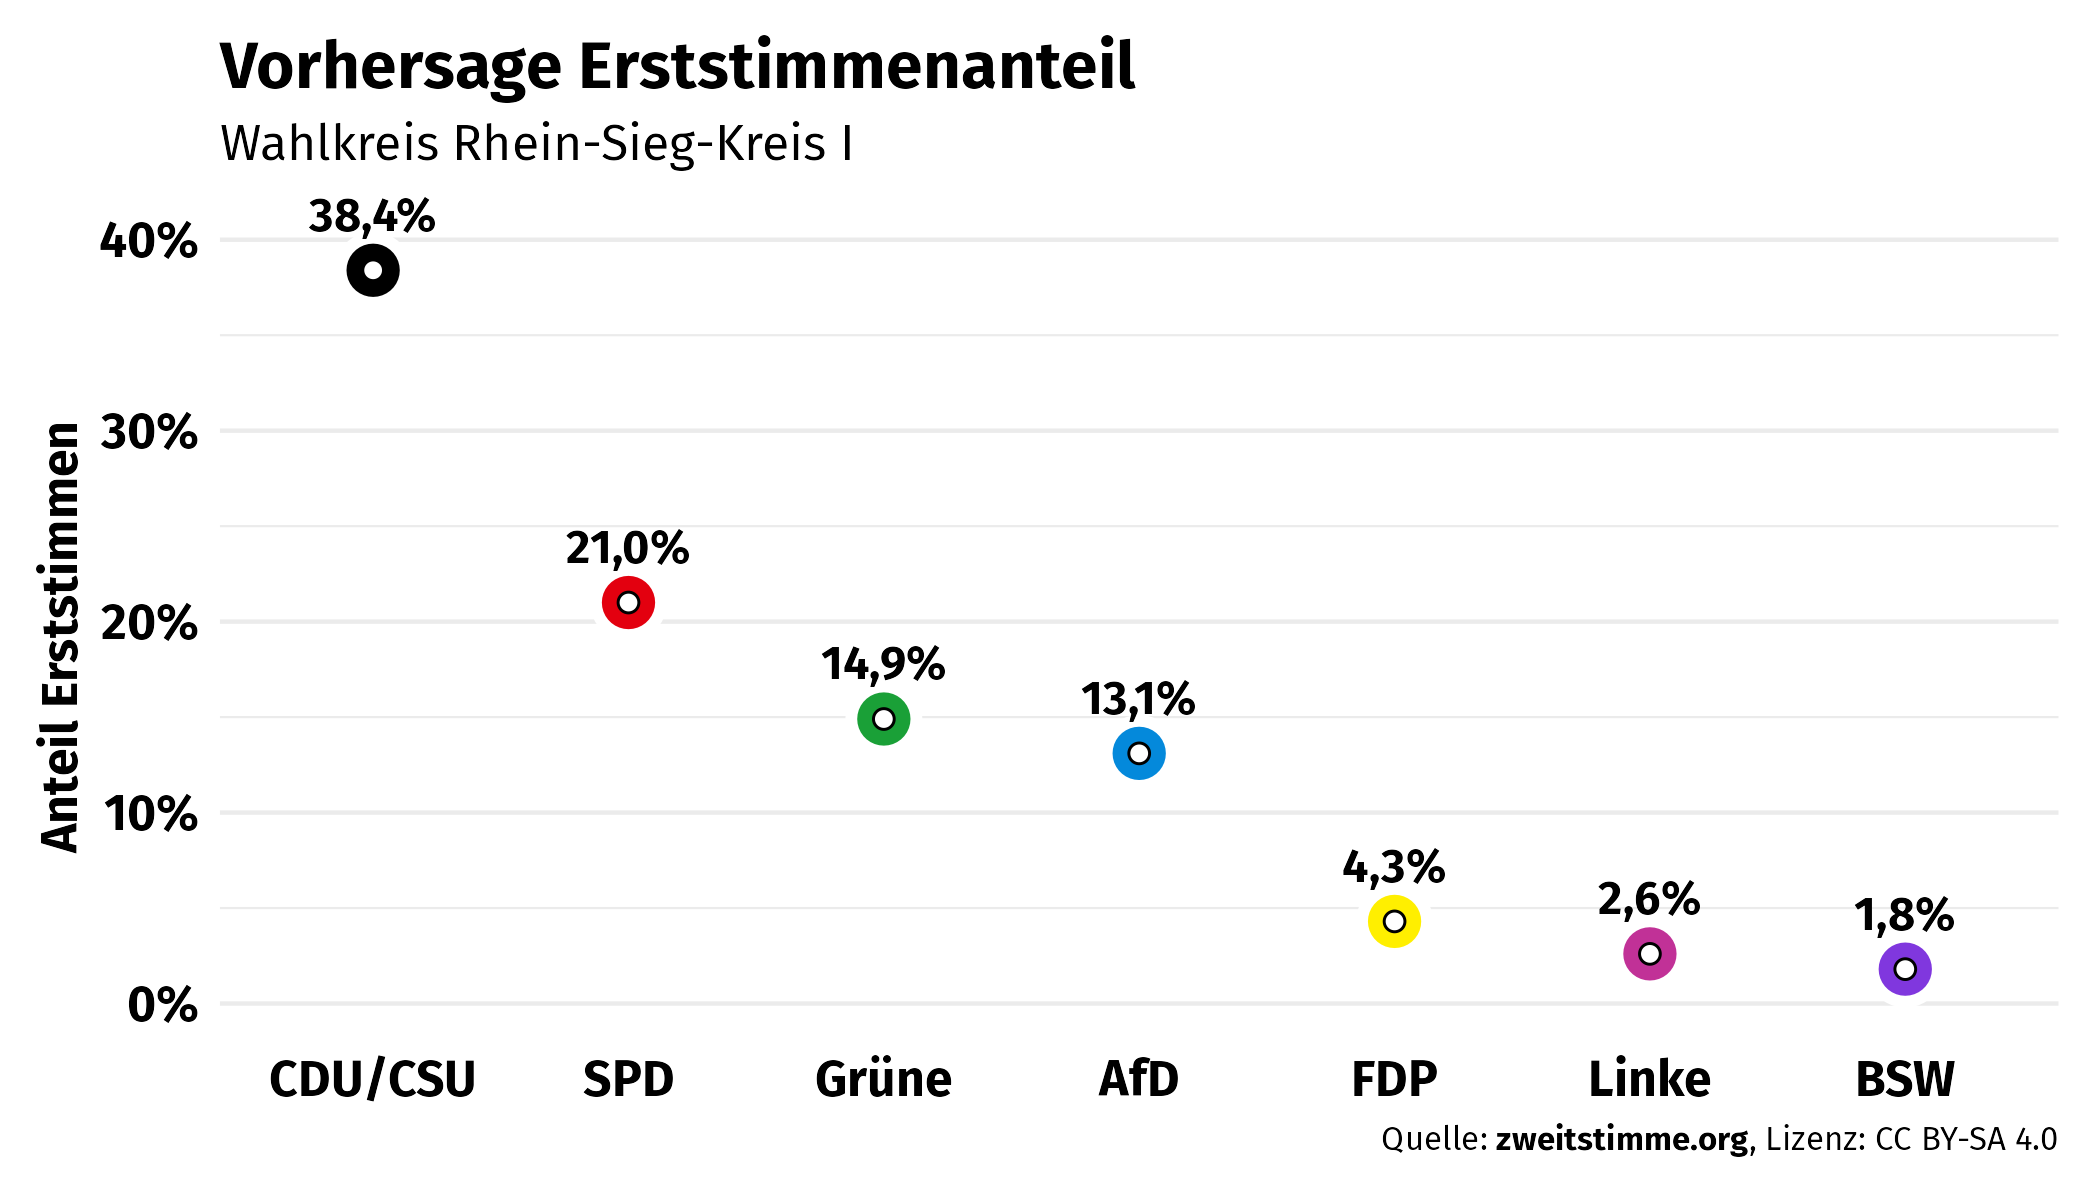 Vorhersage Erststimmenanteil
Wahlkreis Rhein-Sieg-Kreis I
38,4%
40%
30%
21,0%
20%
14,9%
13,1%
10%
4,3%
2,6%
1,8%
0%
Anteil Erststimmen
CDU/CSU SPD Grüne AfD FDP Linke BSW
Quelle: zweitstimme.org, Lizenz: CC BY-SA 4.0